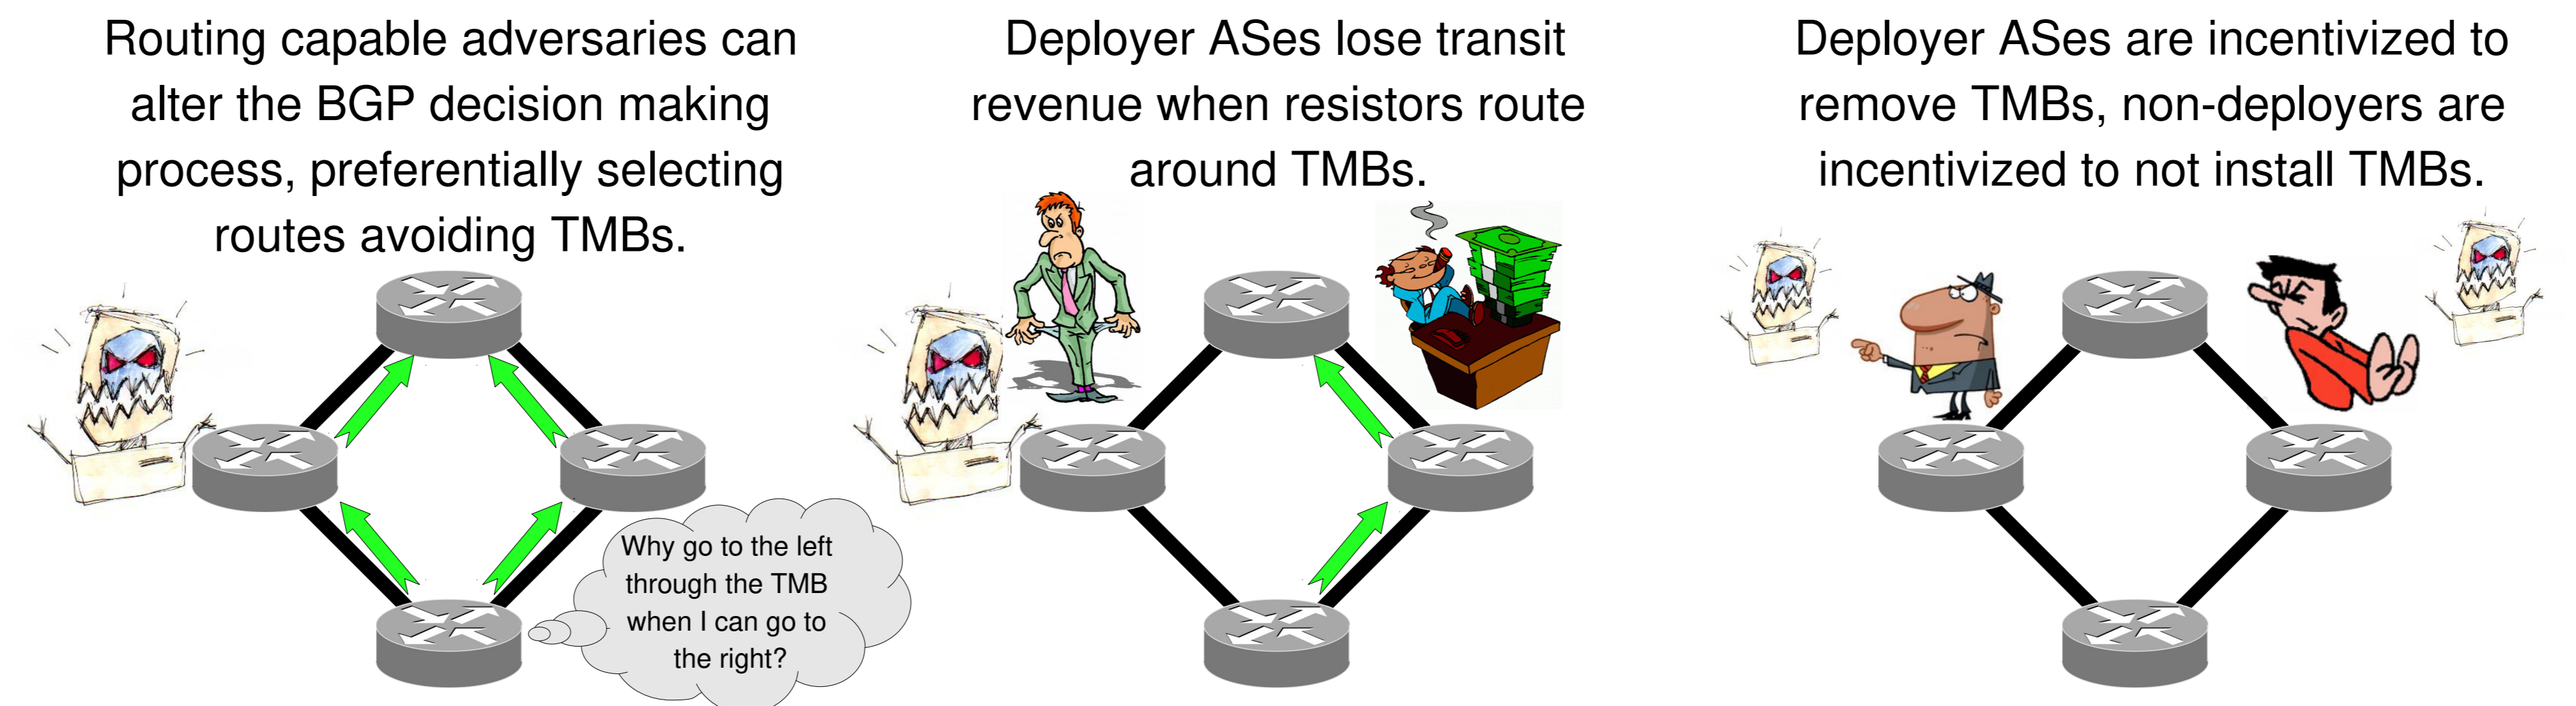 Routing capable adversaries can
alter the BGP decision making
process, preferentially selecting
routes avoiding TMBs.
Why go to the left
through the TMB
when I can go to
the right?
Deployer ASes lose transit
revenue when resistors route
around TMBs.
Deployer ASes are incentivized to
remove TMBs, non-deployers are
incentivized to not install TMBs.